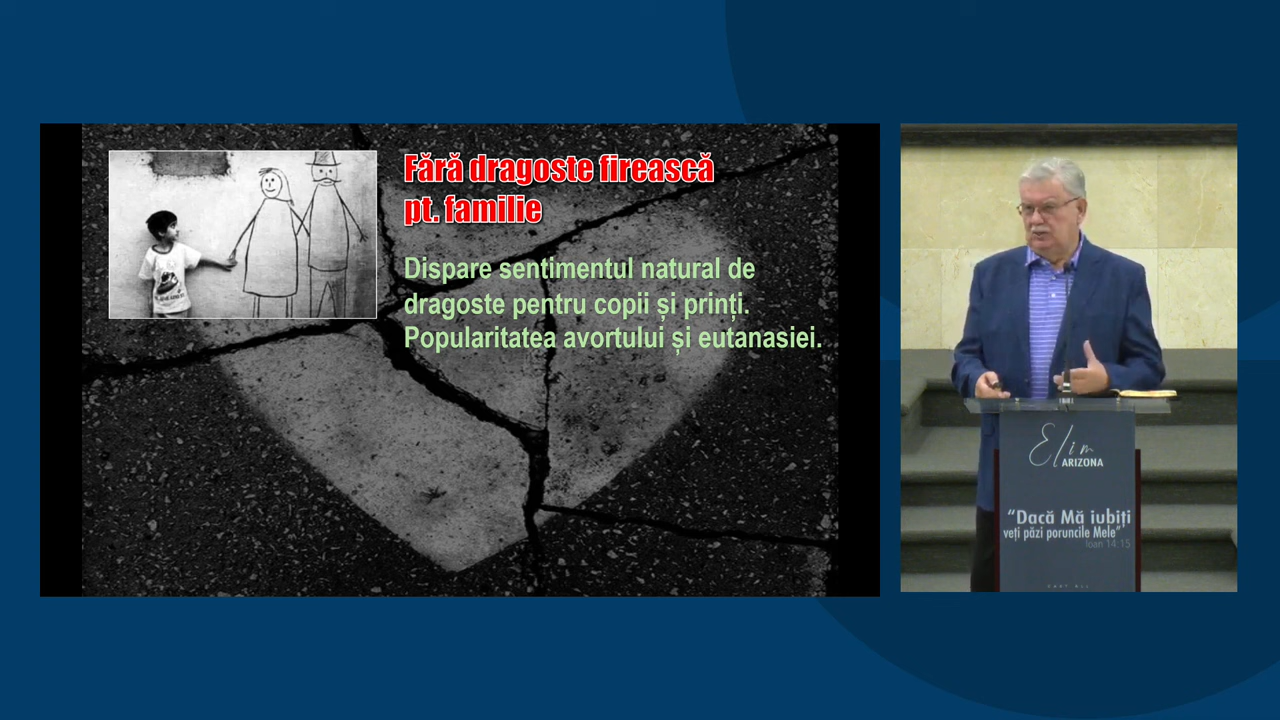 Fără dragoste firească
pt. familie
Dispare sentimentul natural de
dragoste pentru copii și prinți.
Popularitatea avortului și eutanasiei.
Elim
ARIZONA
“Dacă Mă iubiți
veți păzi poruncile Mele”
Ioan 14:15